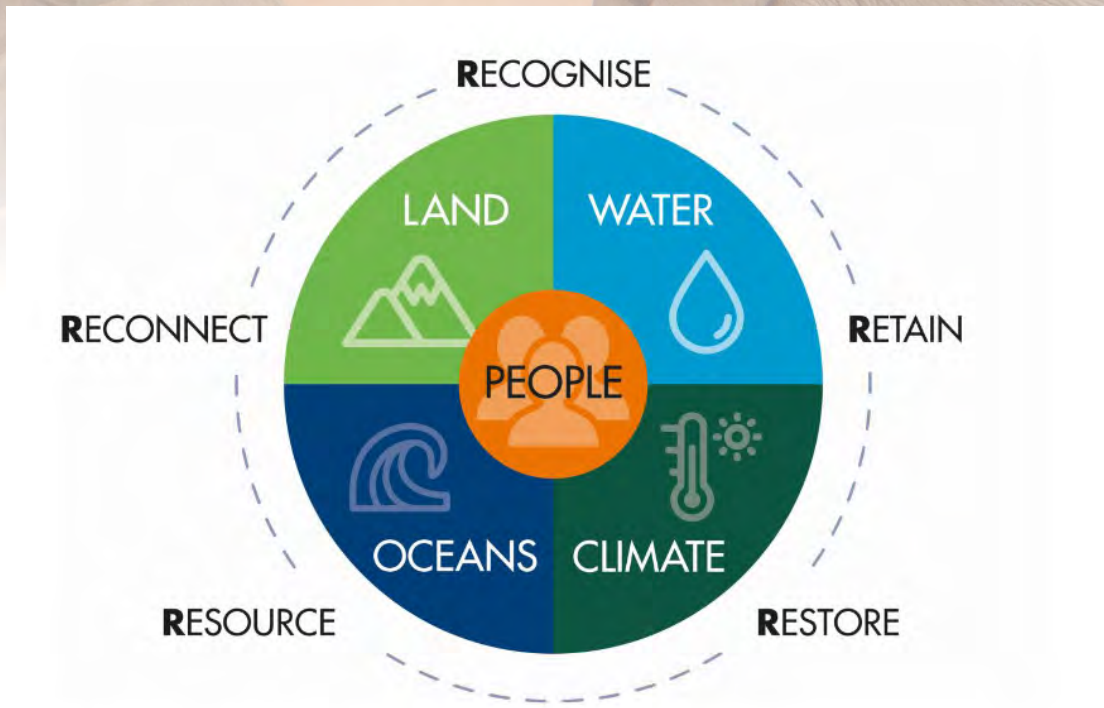 RECOGNISE
LAND
WATER
RECONNECT
RETAIN
PEOPLE
OCEANS
CLIMATE
RESOURCE
RESTORE